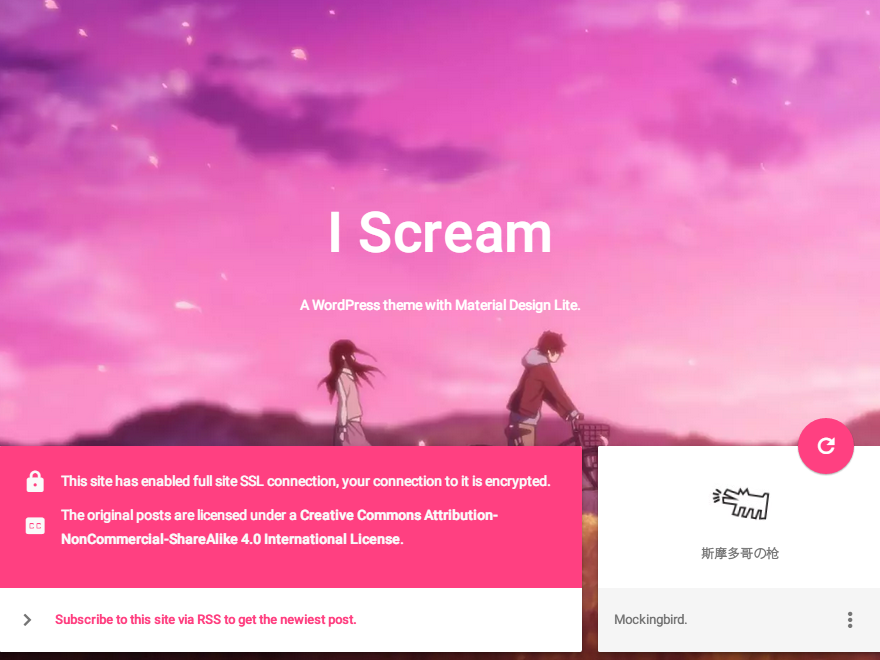 I Scream
A WordPress theme with Material Design Lite.
This site has enabled full site SSL connection, your connection to it is encrypted.
CC
The original posts are licensed under a Creative Commons Attribution-
NonCommercial-ShareAlike 4.0 International License.
Subscribe to this site via RSS to get the newiest post.
斯摩多哥の枪
Mockingbird.